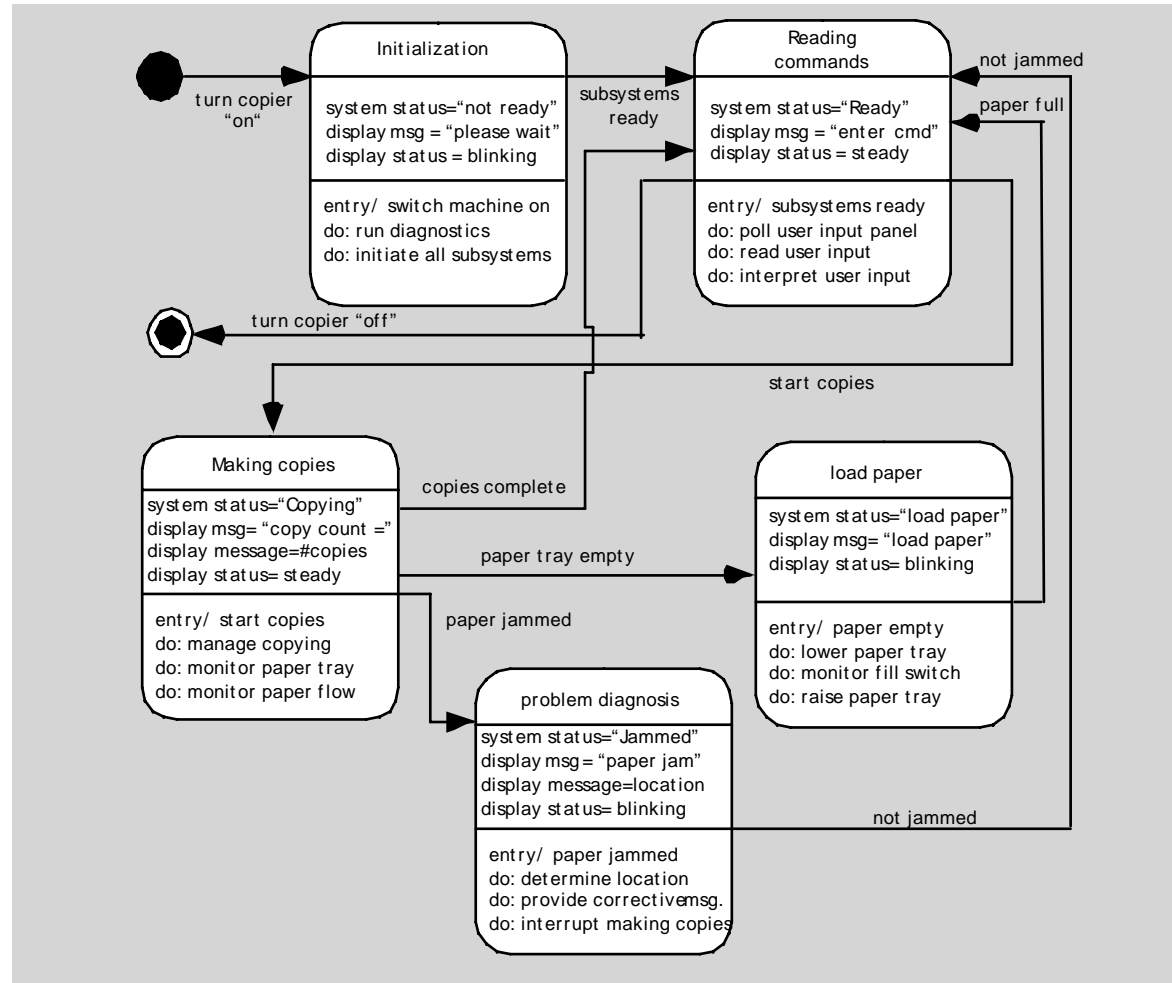 Initialization
system status="not ready"
display msg = "please wait"
display status = blinking
entry/ switch machine on
do: run diagnostics
do: initiate all subsystems
turn copier
"on"
subsystems
ready
Reading
commands
system status="Ready"
display msg = "enter cmd"
display status = steady
entry/ subsystems ready
do: poll user input panel
do: read user input
do: interpret user input
not jammed
paper full
turn copier "off"
start copies
Making copies
system status="Copying"
display msg= "copy count ="
display message=#copies
display status= steady
entry/ start copies
do: manage copying
do: monitor paper tray
do: monitor paper flow
copies complete
paper tray empty
paper jammed
load paper
system status="load paper"
display msg= "load paper"
display status= blinking
entry/ paper empty
do: lower paper tray
do: monitor fill switch
do: raise paper tray
problem diagnosis
system status="Jammed"
display msg = "paper jam"
display message=location
display status= blinking
entry/ paper jammed
do: determine location
do: provide correctivemsg.
do: interrupt making copies
not jammed